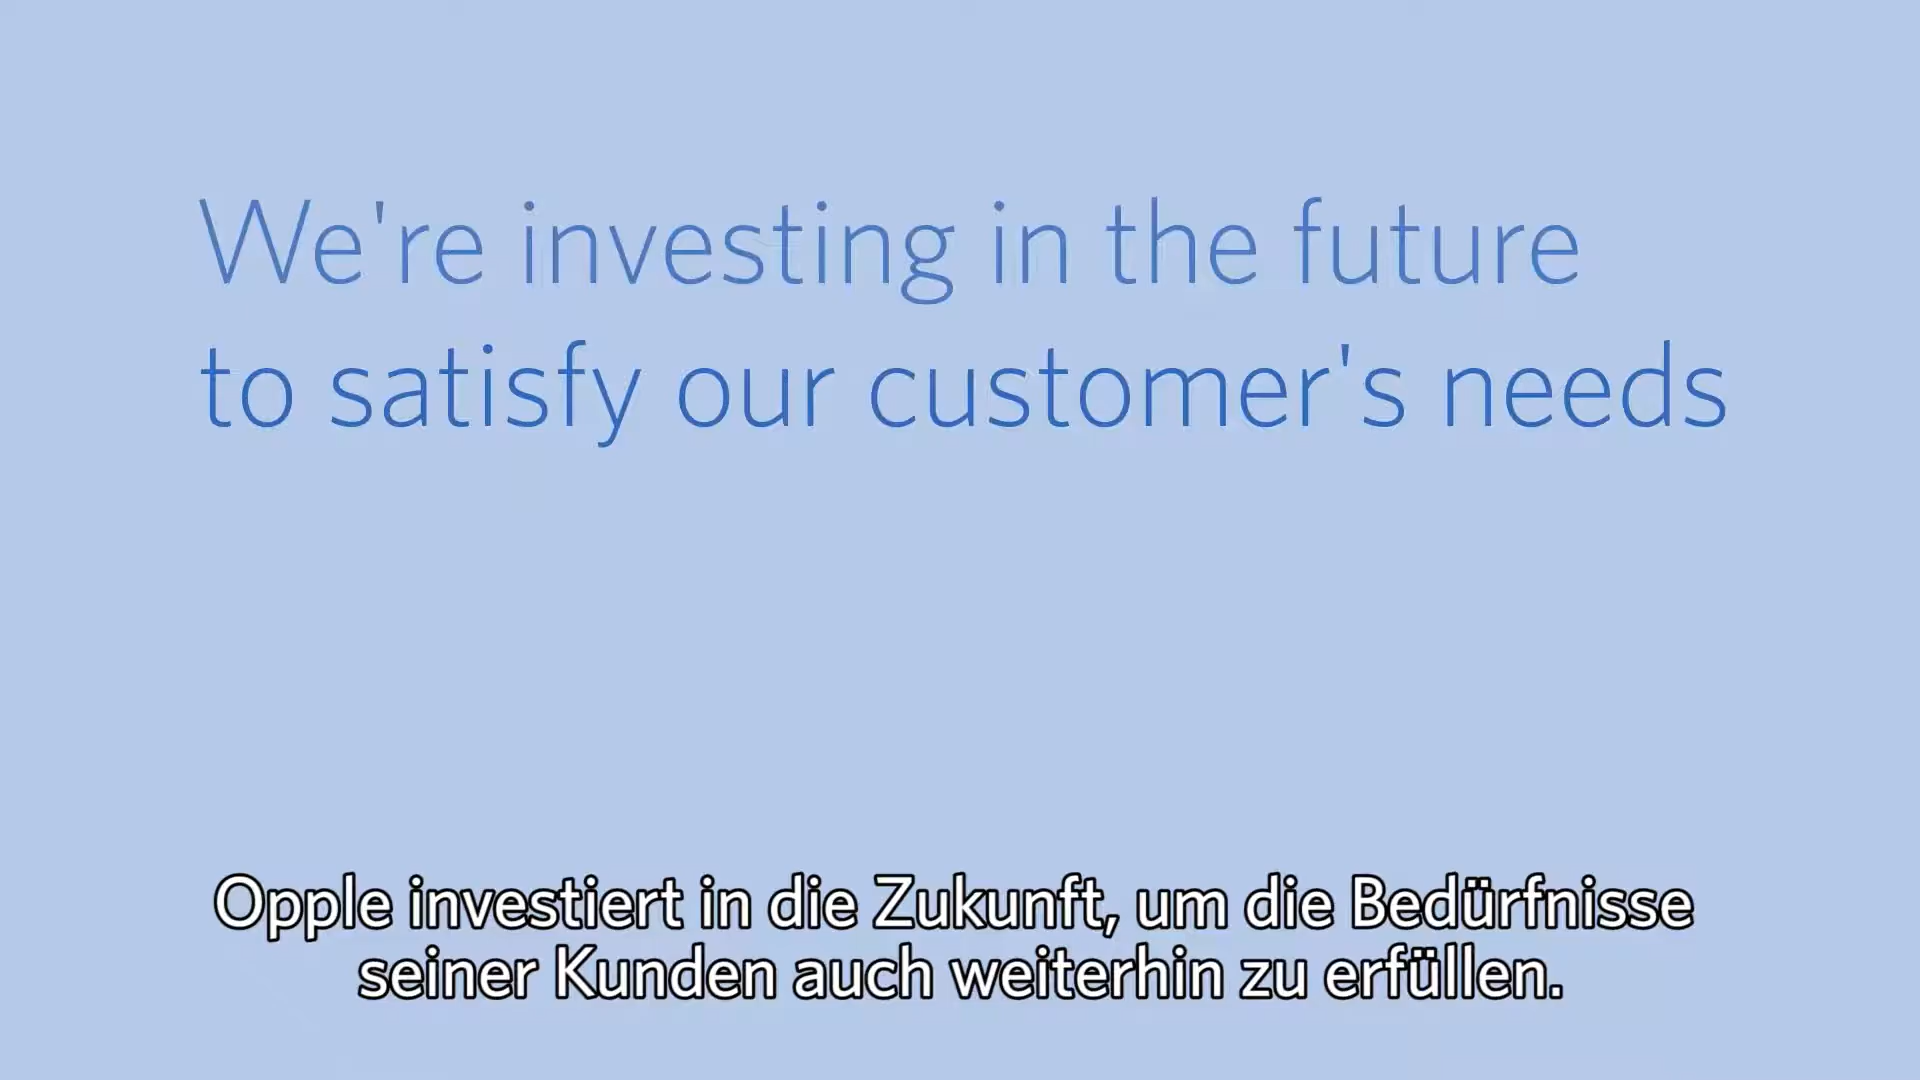 We're investing in the future
to satisfy our customer's needs
Opple investiert in die Zukunft, um die Bedürfnisse
seiner Kunden auch weiterhin zu erfüllen.